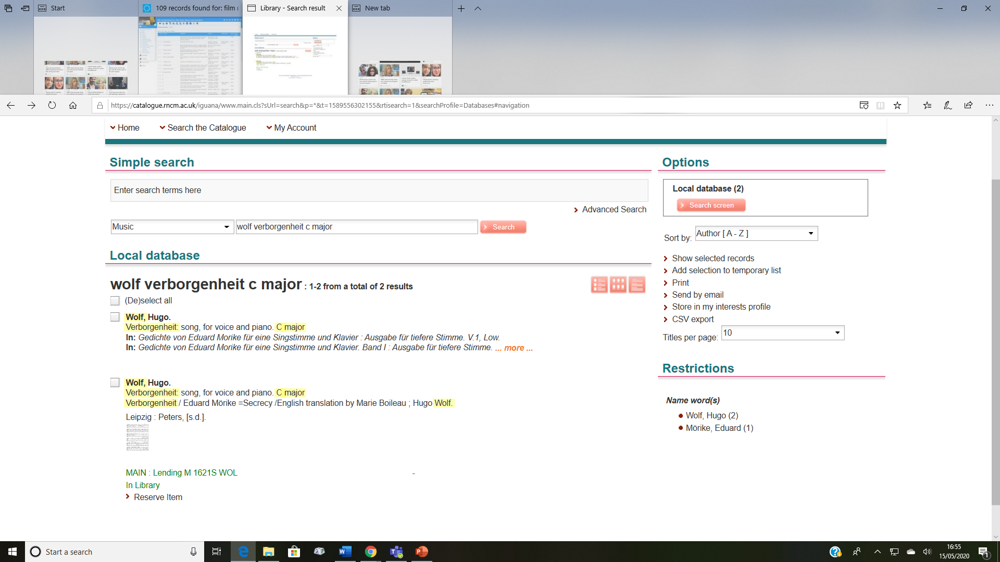 Start
109 records found for: film
Library - Search result
New tab
https://catalogue.rncm.ac.uk/iguana/www.main.cls?sUrl=search&p=*&t=1589556302155&rtisearch=1&searchProfile=Databases#navigation
Home
Search the Catalogue
My Account
Simple search
Enter search terms here
Advanced Search
Music
wolf verborgenheit c major
Search
Local database
wolf verborgenheit c major : 1-2 from a total of 2 results
(De)select all
Wolf, Hugo.
Verborgenheit: song, for voice and piano. C major
In: Gedichte von Eduard Morike für eine Singstimme und Klavier : Ausgabe für tiefere Stimme. V.1, Low.
In: Gedichte von Eduard Morike für eine Singstimme und Klavier. Band I : Ausgabe für tiefere Stimme. ... more ...
Wolf, Hugo.
Verborgenheit: song, for voice and piano. C major
Verborgenheit / Eduard Mörike =Secrecy /English translation by Marie Boileau ; Hugo Wolf.
Leipzig : Peters, [s.d.].
MAIN : Lending M 1621S WOL -
In Library
Reserve Item
Options
Local database (2)
Search screen
Sort by: Author [ A - Z ]
Show selected records
Add selection to temporary list
Print
Send by email
Store in my interests profile
CSV export
Titles per page: 10
Restrictions
Name word(s)
Wolf, Hugo (2)
Mörike, Eduard (1)
Start a search
16:55
15/05/2020
1